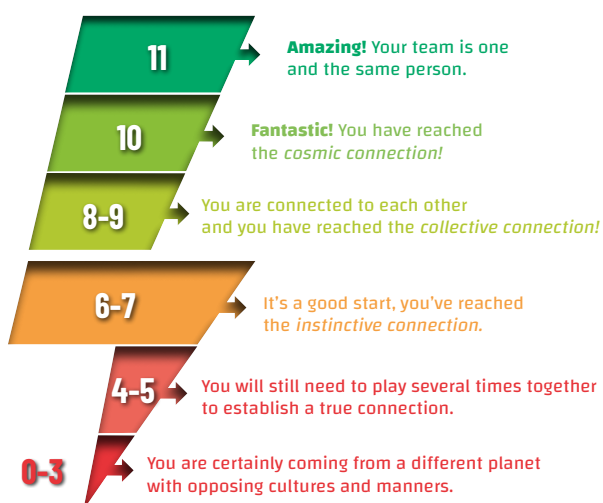 11
Amazing! Your team is one
and the same person.
10
Fantastic! You have reached
the cosmic connection!
8-9
You are connected to each other
and you have reached the collective connection!
6-7
It's a good start, you've reached
the instinctive connection.
4-5
You will still need to play several times together
to establish a true connection.
0-3
You are certainly coming from a different planet
with opposing cultures and manners.